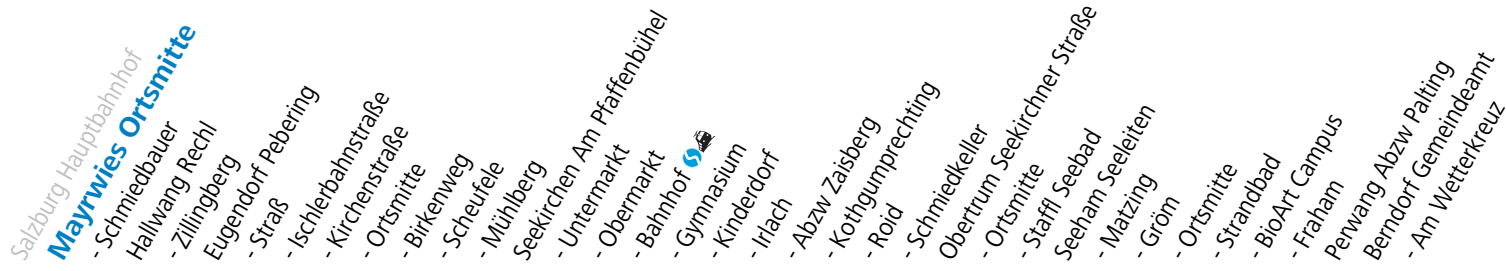 Salzburg Hauptbahnhof
Mayrwies Ortsmitte
- Schmiedbauer
Hallwang Rechl
- Zillingberg
Eugendorf Pebering
- Straß
- Ischlerbahnstraße
- Kirchenstraße
- Ortsmitte
- Birkenweg
- Scheufele
- Mühlberg
Seekirchen Am Pfaffenbühel
- Untermarkt
- Obermarkt
- Bahnhof
- Gymnasium
- Kinderdorf
- Irlach
- Abzw Zaisberg
- Kothgumprechting
- Roid
- Schmiedkeller
Obertrum Seekirchner Straße
- Ortsmitte
- Staffl Seebad
Seeham Seeleiten
- Matzing
- Gröm
- Ortsmitte
- Strandbad
- BioArt Campus
- Fraham
Perwang Abzw Palting
Berndorf Gemeindeamt
- Am Wetterkreuz